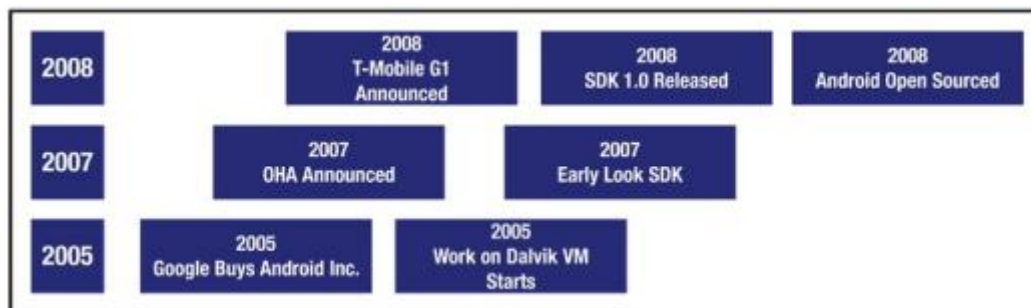 2008
2008
T-Mobile G1
Announced
2008
SDK 1.0 Released
2008
Android Open Sourced
2007
2007
OHA Announced
2007
Early Look SDK
2005
2005
Google Buys Android Inc.
2005
Work on Dalvik VM
Starts